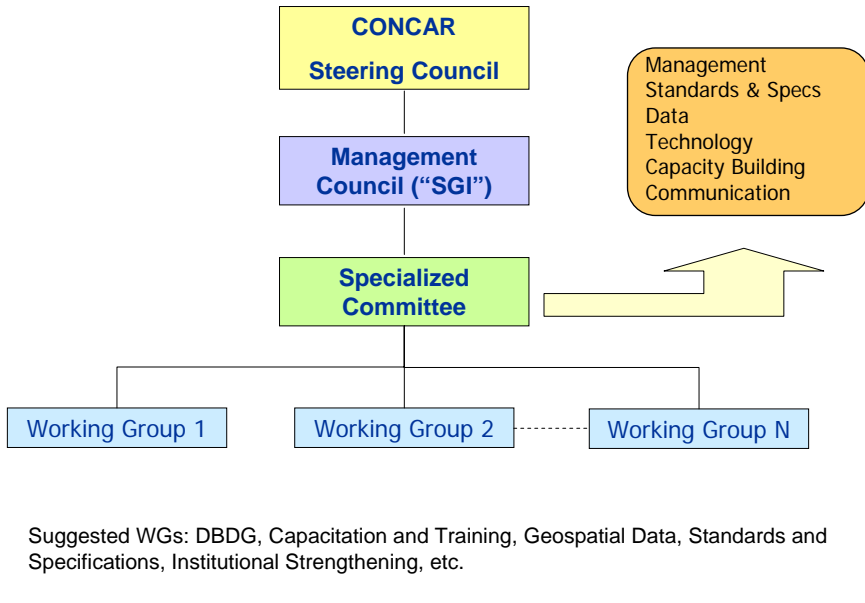 CONCAR
Steering Council
Management
Standards & Specs
Data
Technology
Capacity Building
Communication
Management
Council (“SGI”)
Specialized
Committee
Working Group 1
Working Group 2
Working Group N
Suggested WGs: DBDG, Capacitation and Training, Geospatial Data, Standards and
Specifications, Institutional Strengthening, etc.